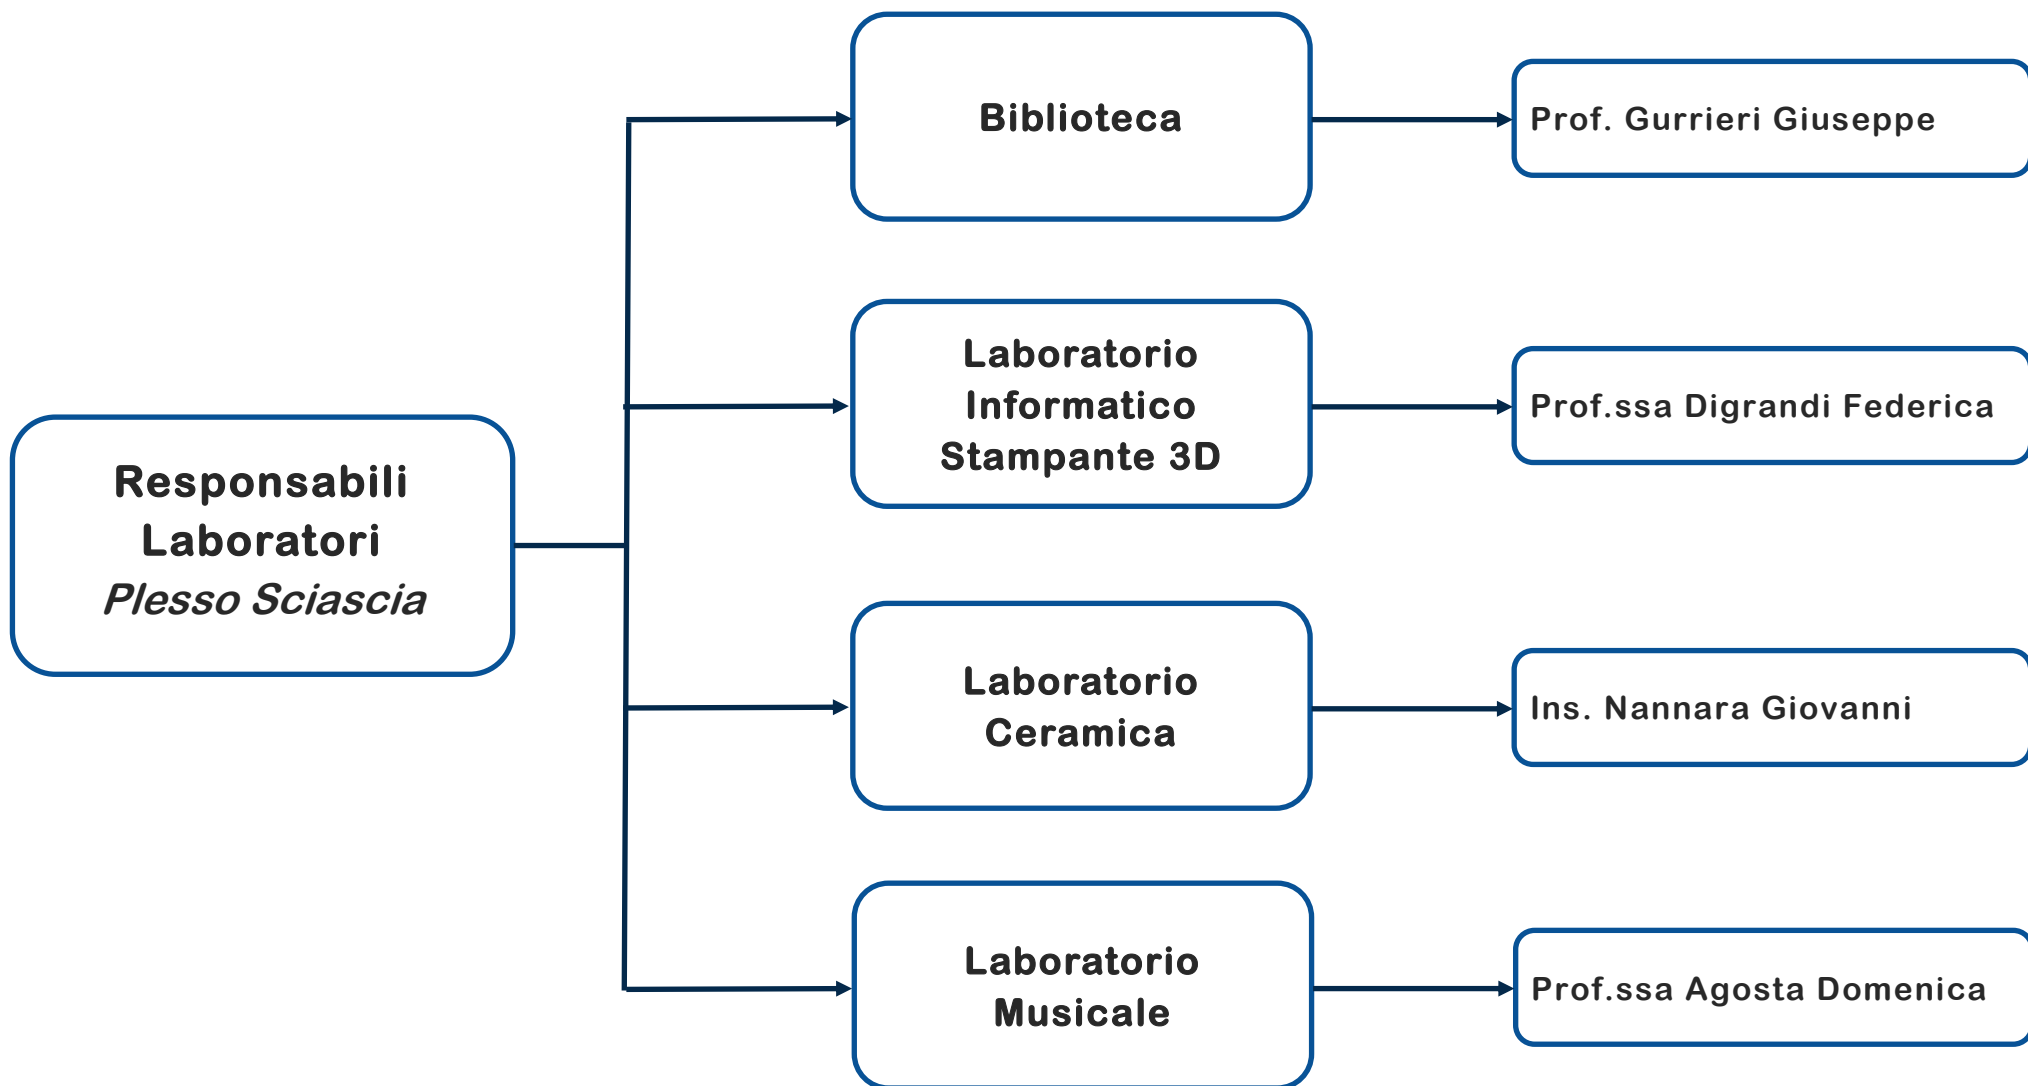 Responsabili
Laboratori
Plesso Sciascia
Biblioteca
Prof. Gurrieri Giuseppe
Laboratorio
Informatico
Stampante 3D
Prof.ssa Digrandi Federica
Laboratorio
Ceramica
Ins. Nannara Giovanni
Laboratorio
Musicale
Prof.ssa Agosta Domenica